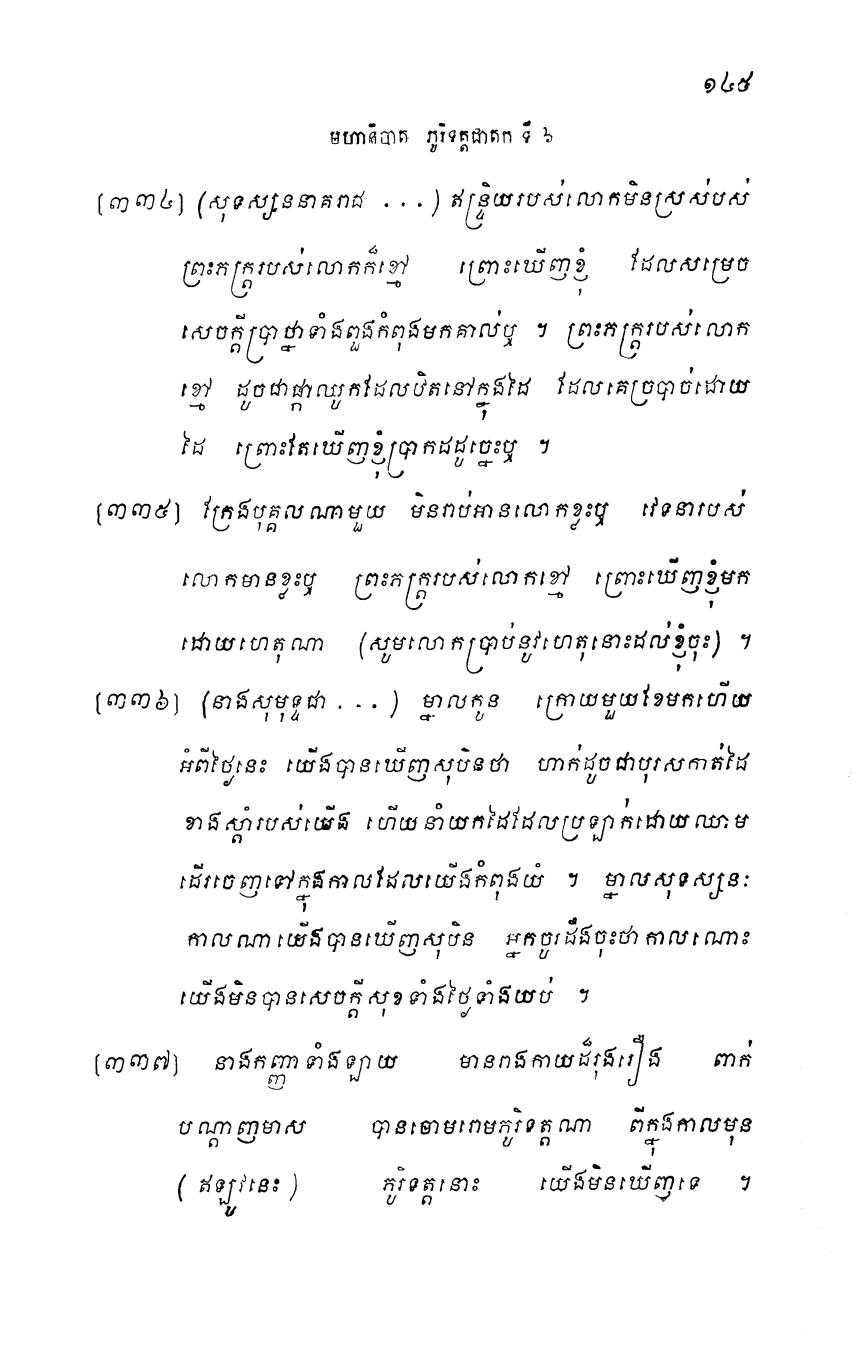 ១៤៥
មហានិបាត ភូរិទត្តជាតក ទី ៦
[៣៣៤] (សុទស្សននាគរាជ ...) ឥន្ទ្រិយរបស់លោកមិនស្រស់បស់
ព្រះភក្ត្ររបស់លោកក៏ខ្មៅ ព្រោះឃើញខ្ញុំ ដែលសម្រេច
សេចក្តីប្រាថ្នាទាំងពួងកំពុងមកគាល់ឬ ។ ព្រះភក្ត្ររបស់លោក
ខ្មៅ ដូចជាផ្កាឈូកដែលឋិតនៅក្នុងដៃ ដែលគេច្របាច់ដោយ
ដៃ ព្រោះតែឃើញខ្ញុំប្រាកដដូច្នេះឬ ។
[៣៣៥] ក្រែងបុគ្គលណាមួយ មិនរាប់អានលោកខ្លះឬ វេទនារបស់
លោកមានខ្លះឬ ព្រះភក្ត្ររបស់លោកខ្មៅ ព្រោះឃើញខ្ញុំមក
ដោយហេតុណា (សូមលោកប្រាប់នូវហេតុនោះដល់ខ្ញុំចុះ) ។
[៣៣៦] (នាងសមុទ្ទជា ...) ម្នាលកូន ក្រោយមួយខែមកហើយ
អំពីថ្ងៃនេះ យើងបានឃើញសុបិនថា ហាក់ដូចជាបុរសកាត់ដៃ
ខាងស្តាំរបស់យើង ហើយនាំយកដៃដែលប្រឡាក់ដោយឈាម
ដើរចេញទៅក្នុងកាលដែលយើងកំពុងយំ ។ ម្នាលសុទស្សនៈ
កាលណាយើងបានឃើញសុបិន អ្នកចូរដឹងចុះថាកាលណោះ
យើងមិនបានសេចក្តីសុខទាំងថ្ងៃទាំងយប់ ។
[៣៣៧] នាងកញ្ញាទាំងឡាយ មានរាងកាយដ៏រុងរឿង ពាក់
បណ្តាញមាស បានចោមរោមភូរិទត្តណា ពីក្នុងកាលមុន
(ឥឡូវនេះ) ភូរិទត្តនោះ យើងមិនឃើញទេ ។